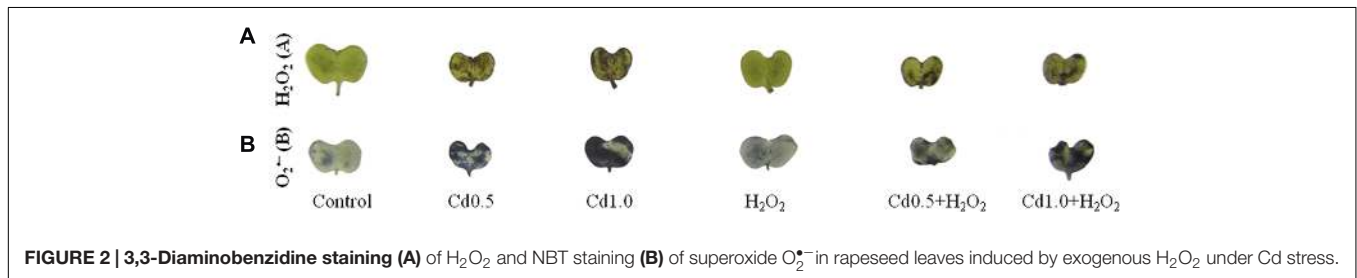 A
H₂O₂ (A)
B
O₂•− (B)
Control Cd0.5 Cd1.0 H₂O₂ Cd0.5+H₂O₂ Cd1.0+H₂O₂
FIGURE 2 | 3,3-Diaminobenzidine staining (A) of H₂O₂ and NBT staining (B) of superoxide O₂•− in rapeseed leaves induced by exogenous H₂O₂ under Cd stress.